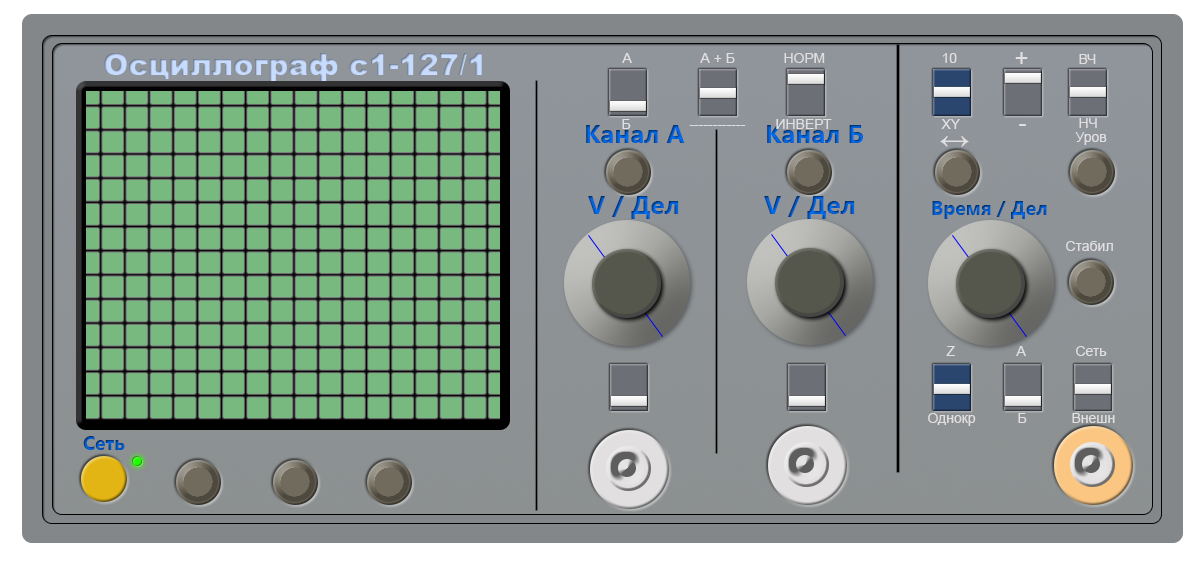 Осциллограф с1-127/1
А
А + Б
НОРМ
Б
------------
ИНВЕРТ
Канал А
Канал Б
V / Дел
V / Дел
10
+
ВЧ
XY
-
НЧ
↔
Уров
Время / Дел
Стабил
Z
А
Сеть
Однокр
Б
Внешн
Сеть